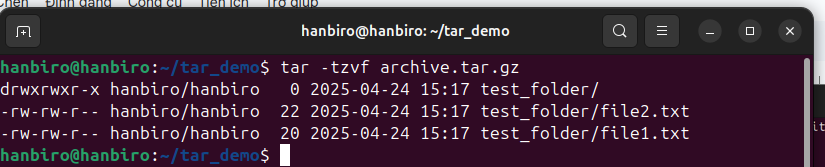 Chèn Định dạng Công cụ Tiện ích Trợ giúp
hanbiro@hanbiro: ~/tar_demo
hanbiro@hanbiro:~/tar_demo$ tar -tzvf archive.tar.gz
drwxrwxr-x hanbiro/hanbiro   0 2025-04-24 15:17 test_folder/
-rw-rw-r-- hanbiro/hanbiro  22 2025-04-24 15:17 test_folder/file2.txt
-rw-rw-r-- hanbiro/hanbiro  20 2025-04-24 15:17 test_folder/file1.txt
hanbiro@hanbiro:~/tar_demo$